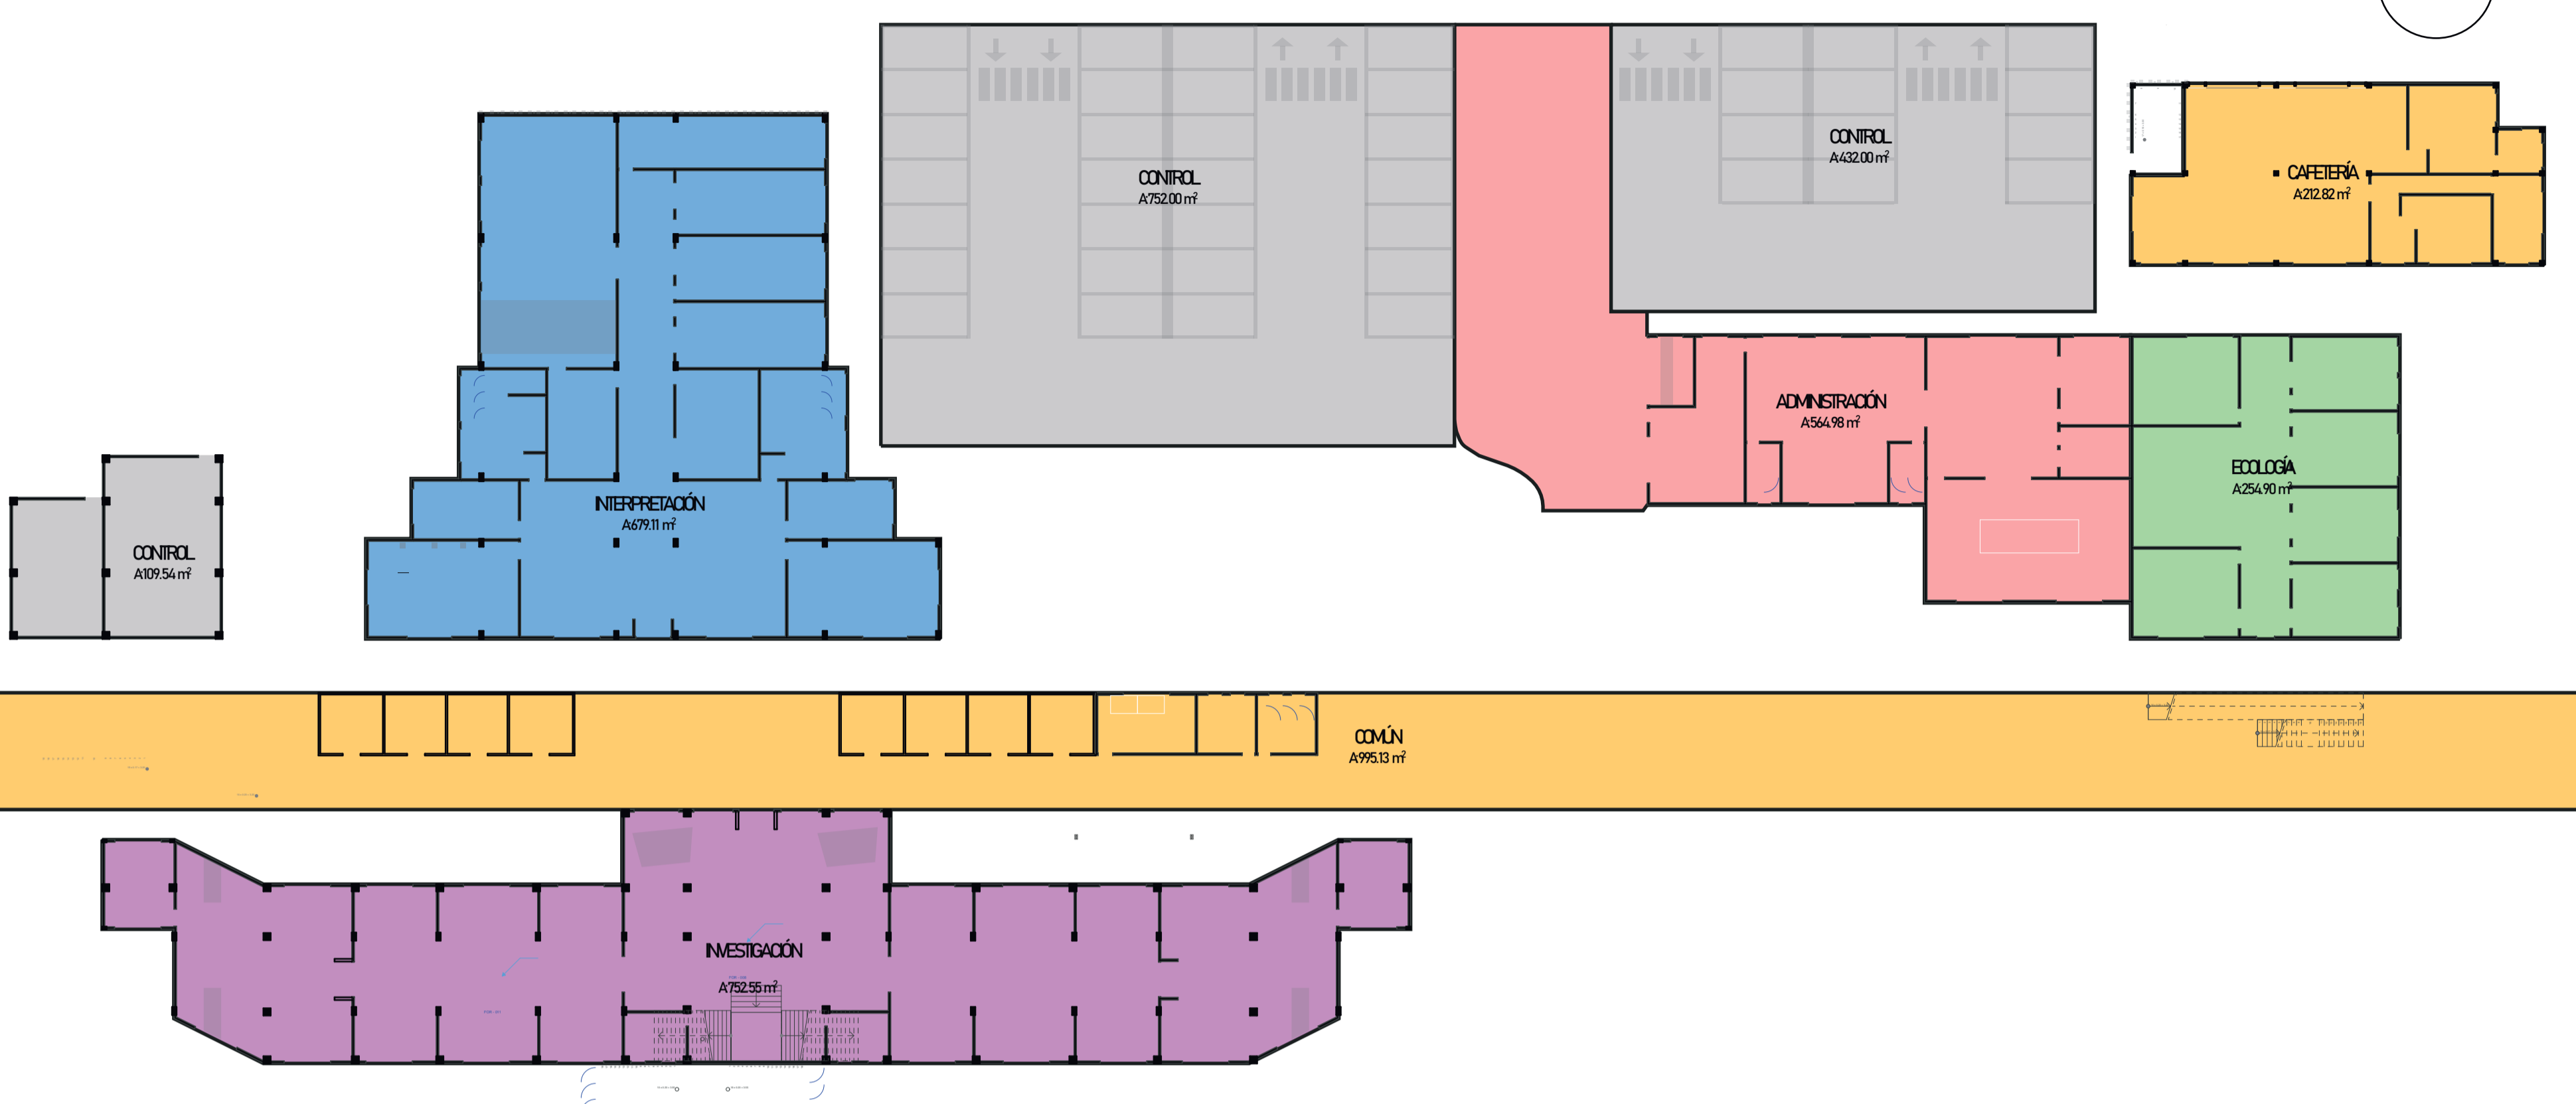 CONTROL
A:752.00 m²
CONTROL
A:432.00 m²
CAFETERÍA
A:212.82 m²
ADMINISTRACIÓN
A:564.98 m²
ECOLOGÍA
A:254.90 m²
INTERPRETACIÓN
A:679.11 m²
CONTROL
A:109.54 m²
COMÚN
A:995.13 m²
INVESTIGACIÓN
A:752.55 m²